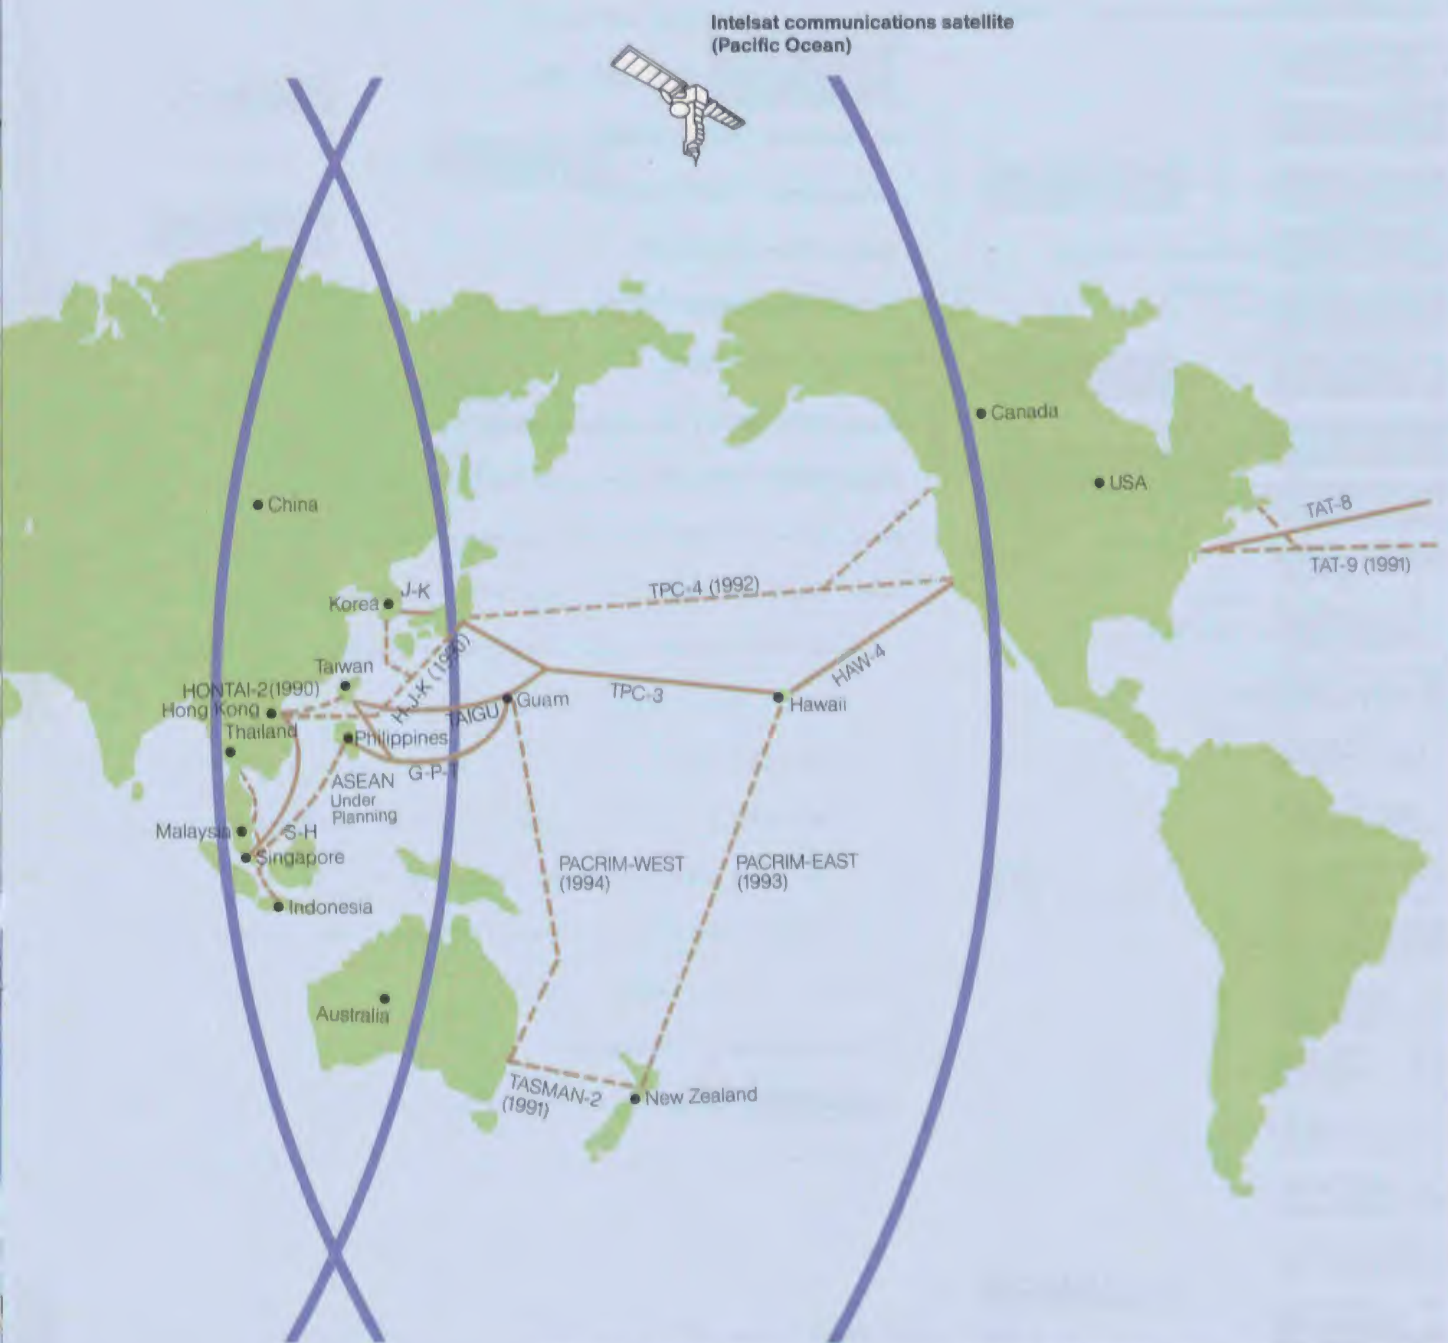 Intelsat communications satellite
(Pacific Ocean)
Canada
USA
China
TAT-8
TAT-9 (1991)
J-K
Korea
TPC-4 (1992)
H-J-K (1990)
Taiwan
HONTAI-2(1990)
Hong Kong
TAIGU
Guam
TPC-3
HAW-4
Hawaii
Thailand
Philippines
G-P-T
ASEAN
Under
Planning
Malaysia
S-H
Singapore
PACRIM-WEST
(1994)
PACRIM-EAST
(1993)
Indonesia
Australia
TASMAN-2
(1991)
New Zealand